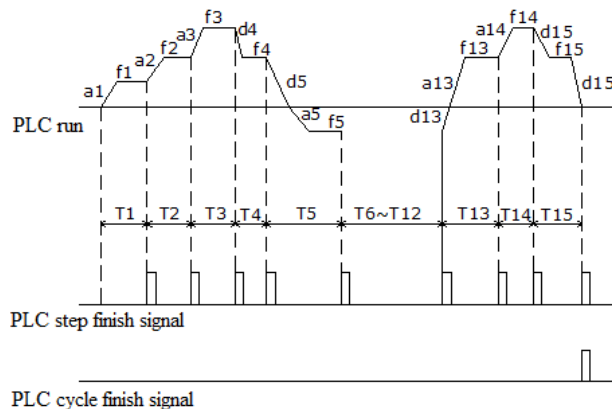 f3
f14
a3
d4
a14
d15
f2
f4
f13
f15
a2
f1
d5
a13
d15
a1
a5
f5
d13
PLC run
T1 T2 T3 T4 T5 T6~T12 T13 T14 T15
PLC step finish signal
PLC cycle finish signal